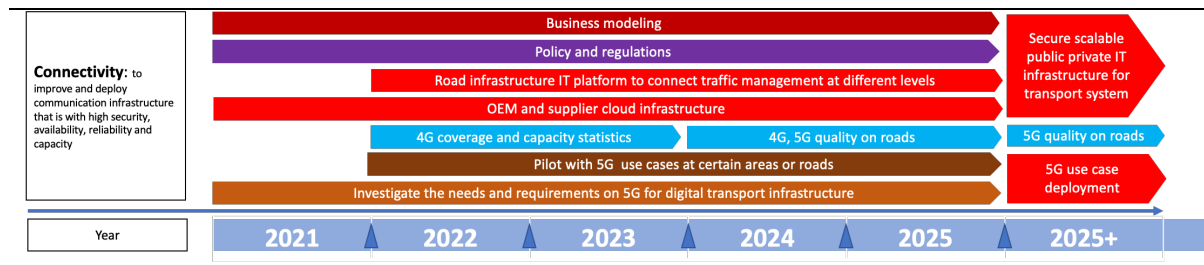 Connectivity: to
improve and deploy
communication infrastructure
that is with high security,
availability, reliability and
capacity
Business modeling
Policy and regulations
Road infrastructure IT platform to connect traffic management at different levels
OEM and supplier cloud infrastructure
4G coverage and capacity statistics
4G, 5G quality on roads
Pilot with 5G use cases at certain areas or roads
Investigate the needs and requirements on 5G for digital transport infrastructure
Secure scalable
public private IT
infrastructure for
transport system
5G quality on roads
5G use case
deployment
Year
2021
2022
2023
2024
2025
2025+